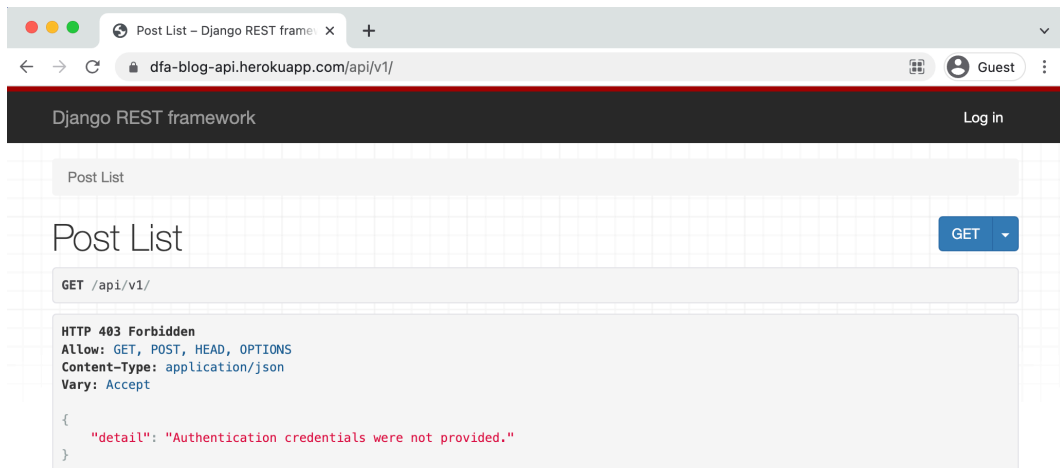 Post List – Django REST framew
dfa-blog-api.herokuapp.com/api/v1/
Guest
Django REST framework
Log in
Post List
Post List
GET
GET /api/v1/
HTTP 403 Forbidden
Allow: GET, POST, HEAD, OPTIONS
Content-Type: application/json
Vary: Accept
{
    "detail": "Authentication credentials were not provided."
}